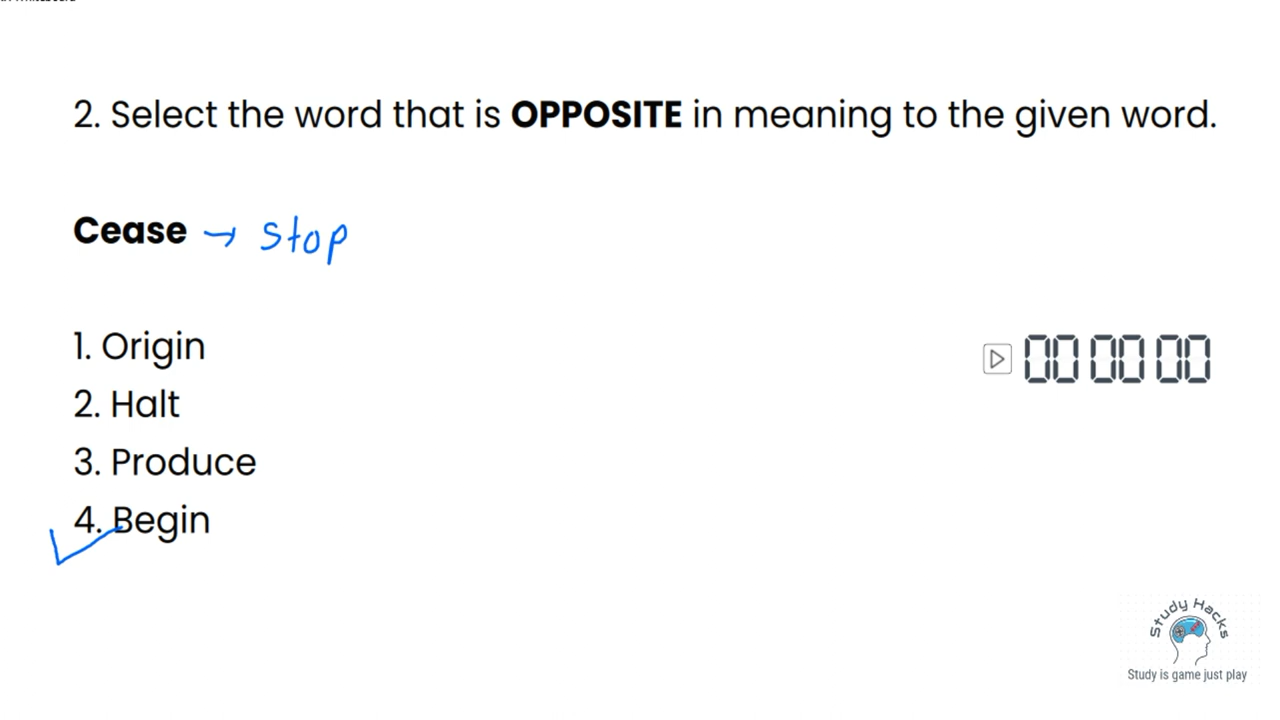 2. Select the word that is OPPOSITE in meaning to the given word.
Cease → stop
1. Origin
2. Halt
3. Produce
4. Begin
00 00 00
Study Hacks
Study is game just play